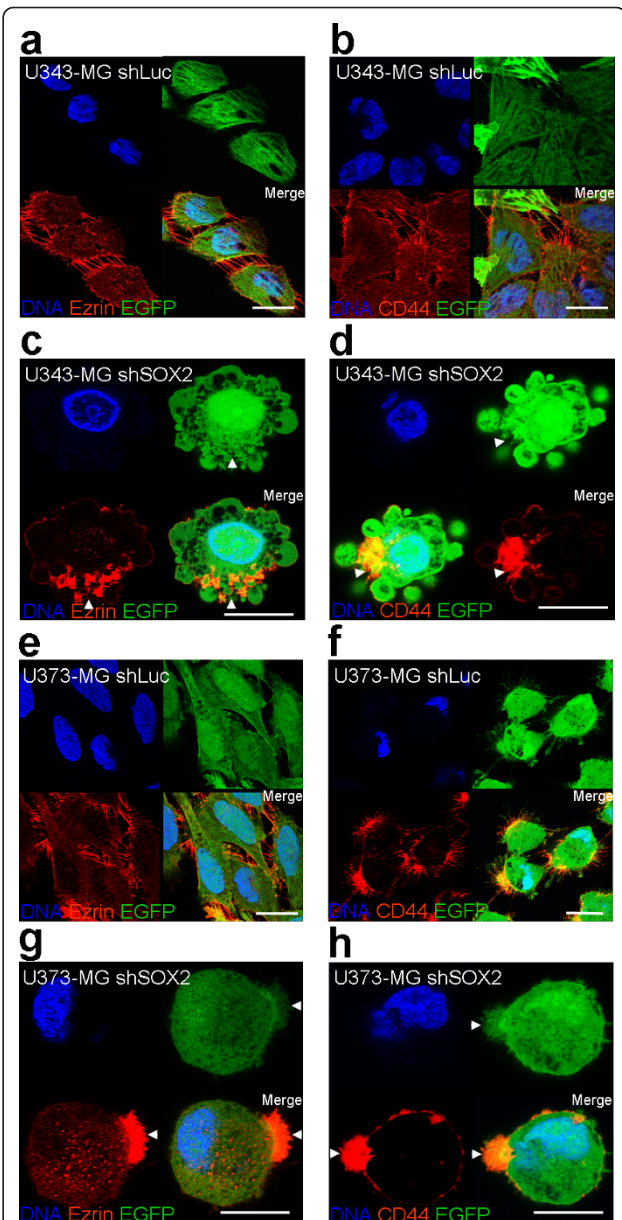 a
U343-MG shLuc
Merge
DNA Ezrin EGFP
b
U343-MG shLuc
Merge
DNA CD44 EGFP
c
U343-MG shSOX2
Merge
DNA Ezrin EGFP
d
U343-MG shSOX2
Merge
DNA CD44 EGFP
e
U373-MG shLuc
Merge
DNA Ezrin EGFP
f
U373-MG shLuc
Merge
DNA CD44 EGFP
g
U373-MG shSOX2
Merge
DNA Ezrin EGFP
h
U373-MG shSOX2
Merge
DNA CD44 EGFP